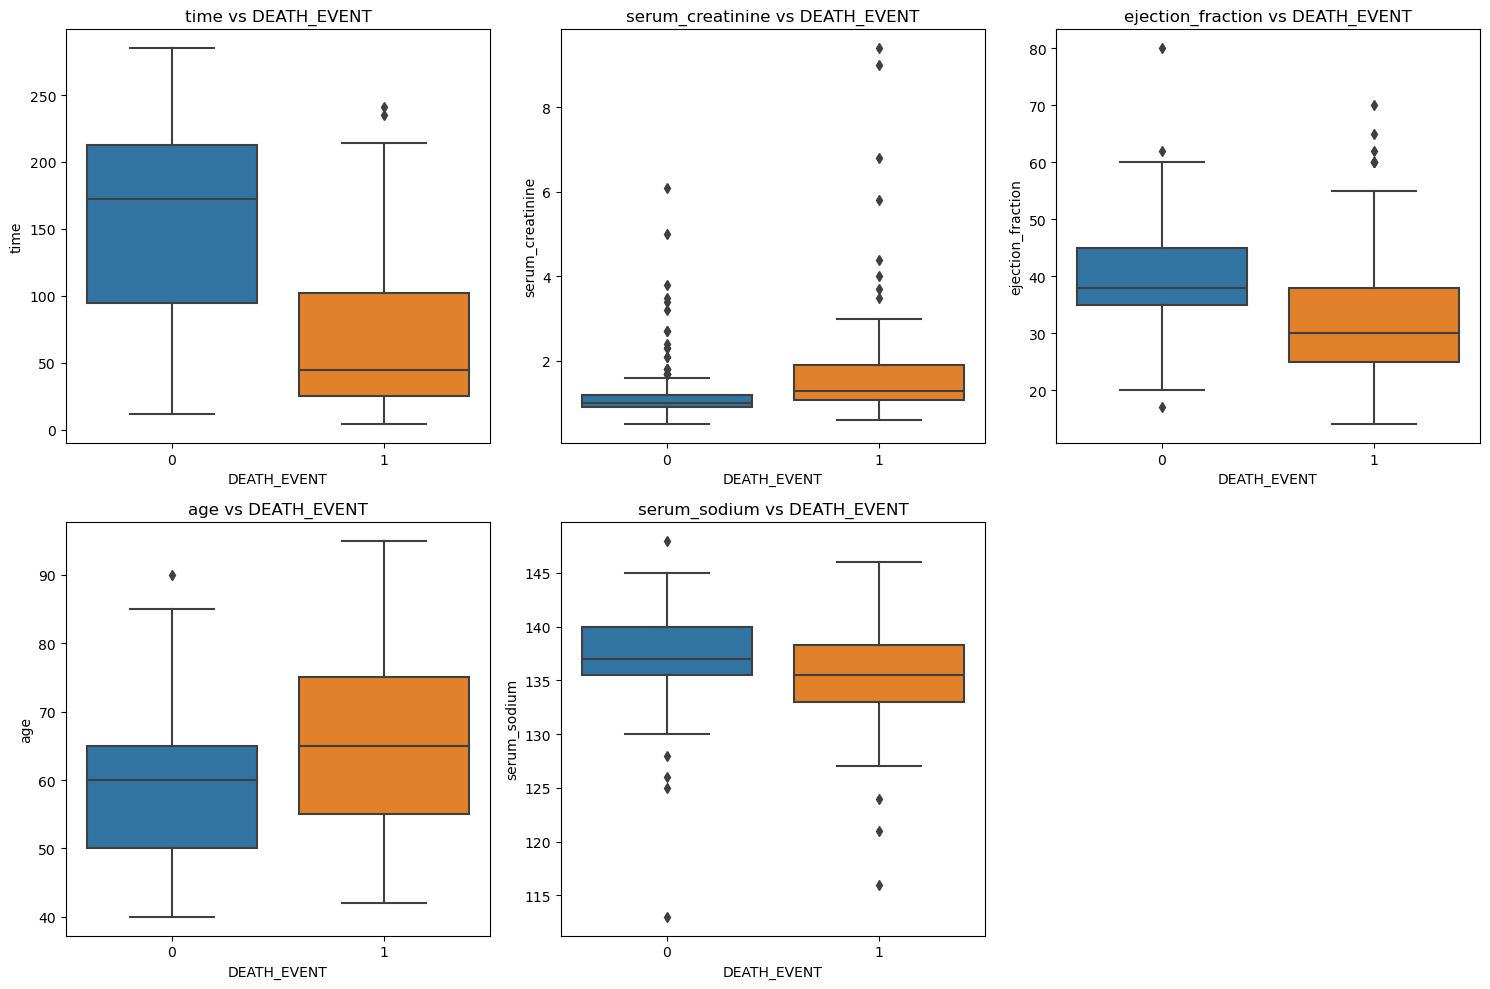 time vs DEATH_EVENT
250
200
150
100
50
0
time
0 1
DEATH_EVENT
serum_creatinine vs DEATH_EVENT
8
6
4
2
serum_creatinine
0 1
DEATH_EVENT
ejection_fraction vs DEATH_EVENT
80
70
60
50
40
30
20
ejection_fraction
0 1
DEATH_EVENT
age vs DEATH_EVENT
90
80
70
60
50
40
age
0 1
DEATH_EVENT
serum_sodium vs DEATH_EVENT
145
140
135
130
125
120
115
serum_sodium
0 1
DEATH_EVENT